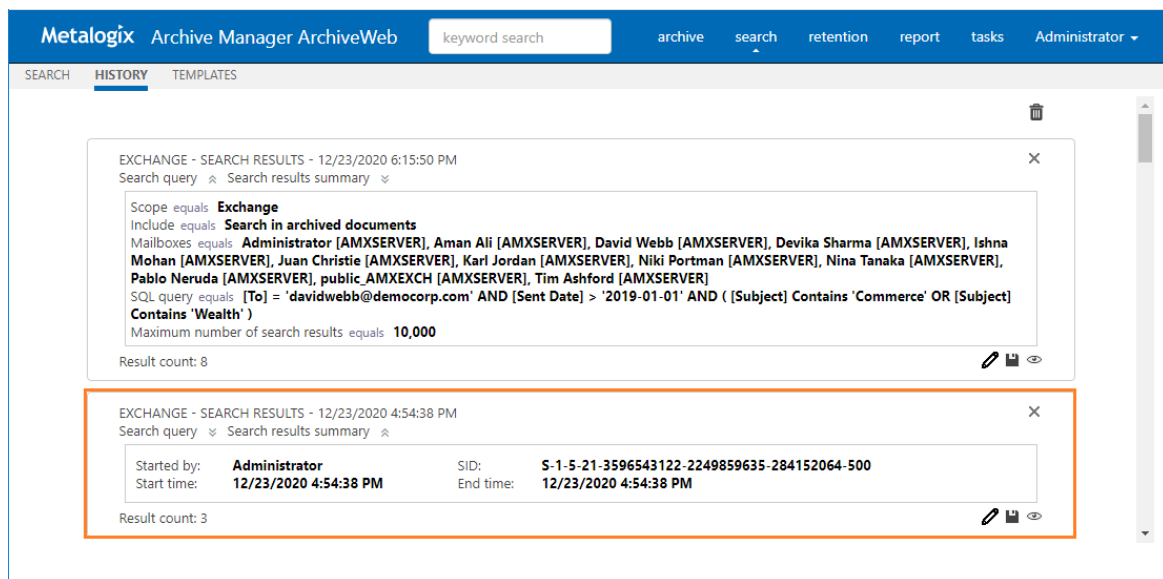 Metalogix Archive Manager ArchiveWeb keyword search archive search retention report tasks Administrator
SEARCH HISTORY TEMPLATES
EXCHANGE - SEARCH RESULTS - 12/23/2020 6:15:50 PM
Search query Search results summary
Scope equals Exchange
Include equals Search in archived documents
Mailboxes equals Administrator [AMXSERVER], Aman Ali [AMXSERVER], David Webb [AMXSERVER], Devika Sharma [AMXSERVER], Ishna
Mohan [AMXSERVER], Juan Christie [AMXSERVER], Karl Jordan [AMXSERVER], Niki Portman [AMXSERVER], Nina Tanaka [AMXSERVER],
Pablo Neruda [AMXSERVER], public_AMXEXCH [AMXSERVER], Tim Ashford [AMXSERVER]
SQL query equals [To] = 'davidwebb@democorp.com' AND [Sent Date] > '2019-01-01' AND ( [Subject] Contains 'Commerce' OR [Subject]
Contains 'Wealth' )
Maximum number of search results equals 10,000
Result count: 8
EXCHANGE - SEARCH RESULTS - 12/23/2020 4:54:38 PM
Search query Search results summary
Started by: Administrator SID: S-1-5-21-3596543122-2249859635-284152064-500
Start time: 12/23/2020 4:54:38 PM End time: 12/23/2020 4:54:38 PM
Result count: 3